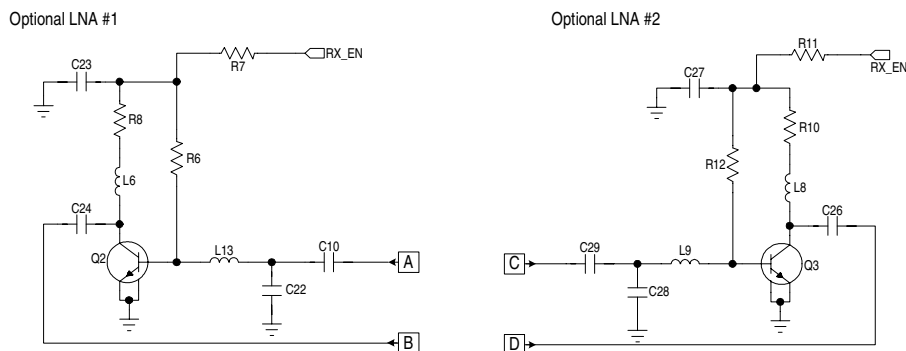 Optional LNA #1
Optional LNA #2
R11
RX_EN
R7
RX_EN
C23
C27
R8
R10
R6
R12
L6
L8
C24
C26
L13
C10
C29
L9
Q2
A
C
Q3
C22
C28
B
D